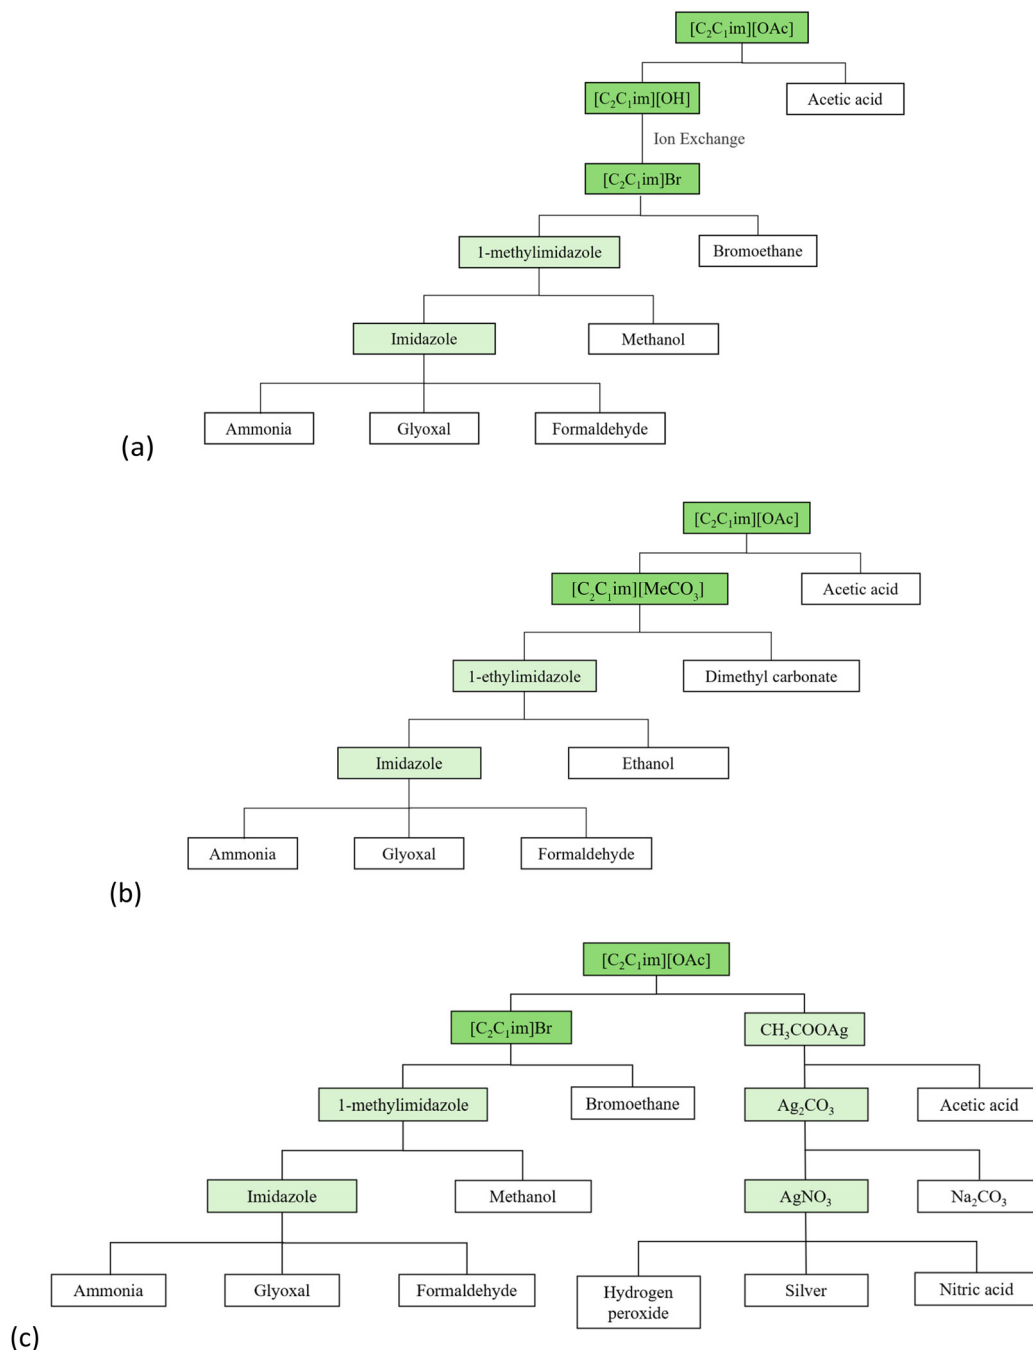 [C₂C₁im][OAc]
[C₂C₁im][OH]
Acetic acid
Ion Exchange
[C₂C₁im]Br
1-methylimidazole
Bromoethane
Imidazole
Methanol
Ammonia
Glyoxal
Formaldehyde
(a)
[C₂C₁im][OAc]
[C₂C₁im][MeCO₃]
Acetic acid
1-ethylimidazole
Dimethyl carbonate
Imidazole
Ethanol
Ammonia
Glyoxal
Formaldehyde
(b)
[C₂C₁im][OAc]
[C₂C₁im]Br
CH₃COOAg
1-methylimidazole
Bromoethane
Ag₂CO₃
Acetic acid
Imidazole
Methanol
AgNO₃
Na₂CO₃
Ammonia
Glyoxal
Formaldehyde
Hydrogen
peroxide
Silver
Nitric acid
(c)